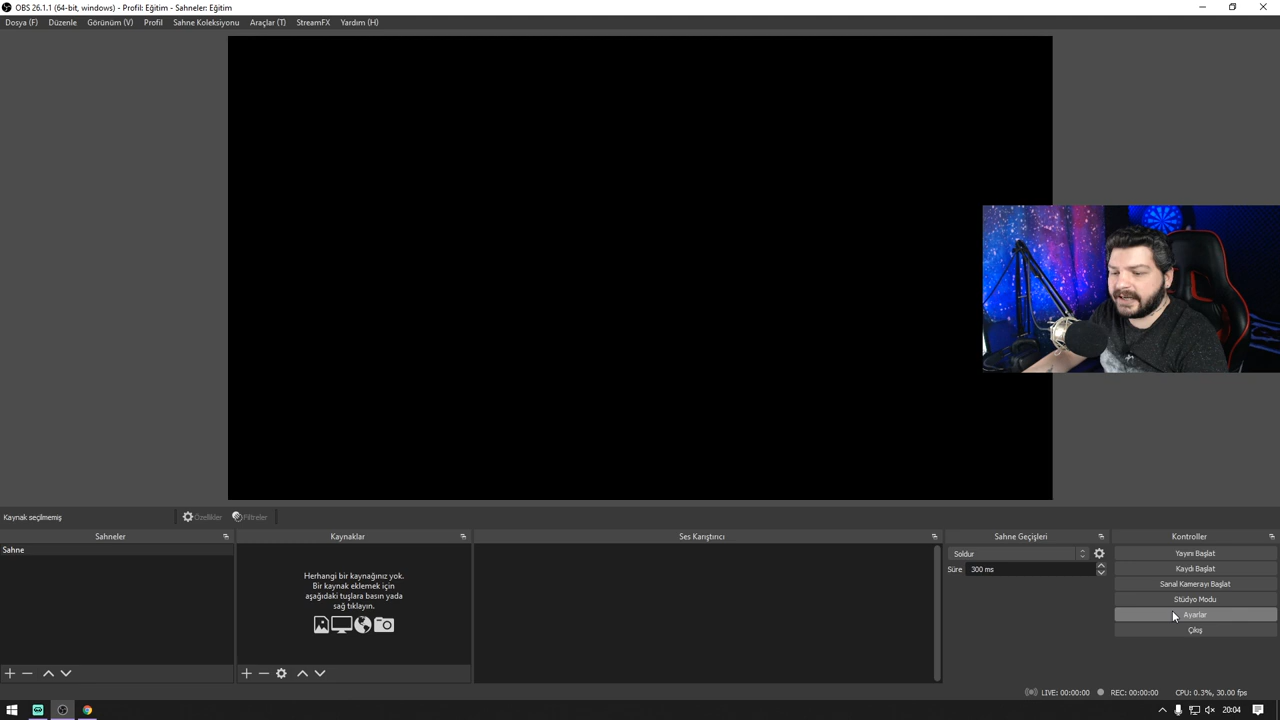 OBS 26.1.1 (64-bit, windows) - Profil: Eğitim - Sahneler: Eğitim
Dosya (F) Düzenle Görünüm (V) Profil Sahne Koleksiyonu Araçlar (T) StreamFX Yardım (H)
Kaynak seçilmemiş Özellikler Filtreler
Sahneler Kaynaklar Ses Karıştırıcı Sahne Geçişleri Kontroller
Sahne
Herhangi bir kaynağınız yok.
Bir kaynak eklemek için
aşağıdaki tuşlara basın yada
sağ tıklayın.
Soldur
Süre 300 ms
Yayını Başlat
Kaydı Başlat
Sanal Kamerayı Başlat
Stüdyo Modu
Ayarlar
Çıkış
LIVE: 00:00:00 REC: 00:00:00 CPU: 0.3%, 30.00 fps
20:04